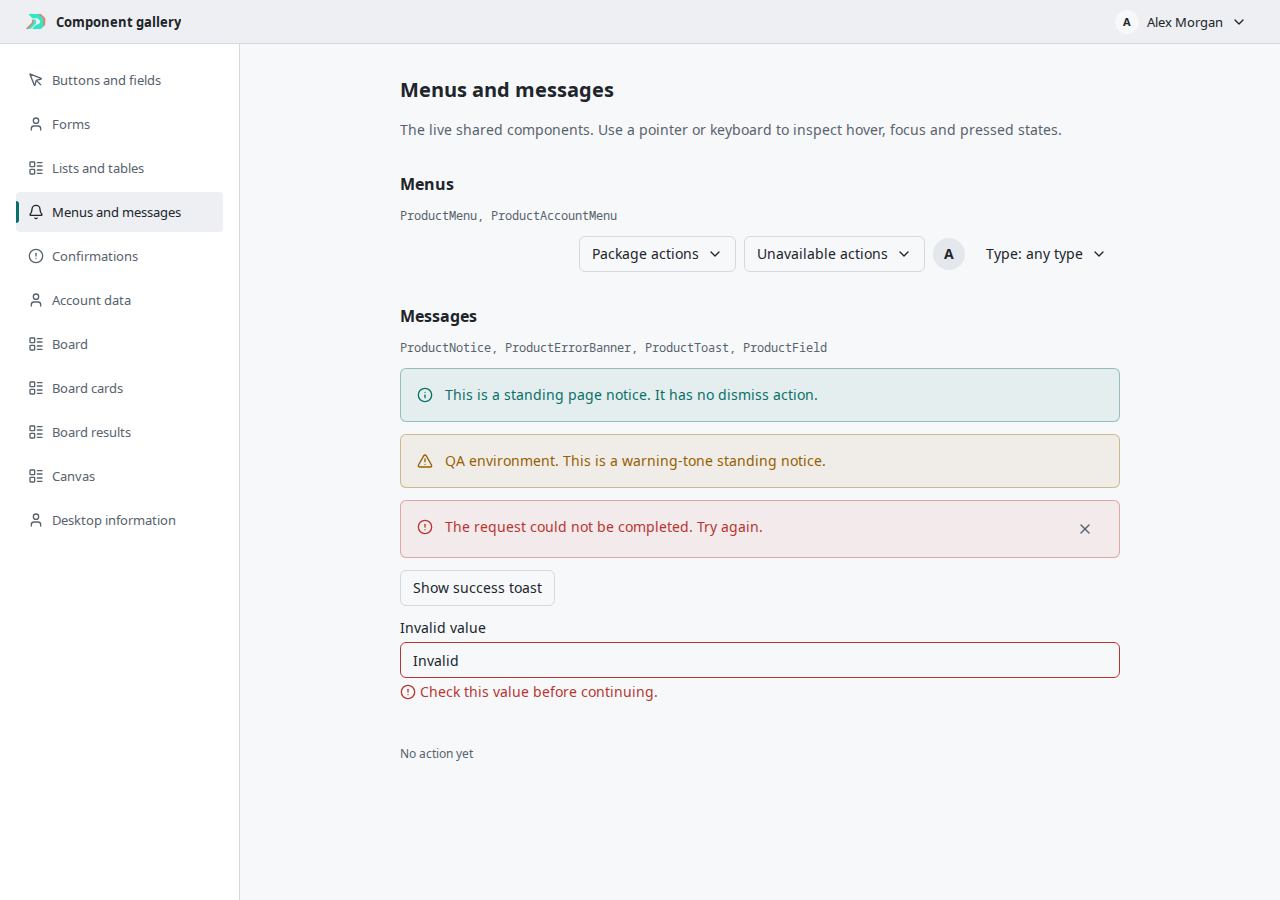 Component gallery
A Alex Morgan
Buttons and fields
Forms
Lists and tables
Menus and messages
Confirmations
Account data
Board
Board cards
Board results
Canvas
Desktop information
Menus and messages
The live shared components. Use a pointer or keyboard to inspect hover, focus and pressed states.
Menus
ProductMenu, ProductAccountMenu
Package actions Unavailable actions A Type: any type
Messages
ProductNotice, ProductErrorBanner, ProductToast, ProductField
This is a standing page notice. It has no dismiss action.
QA environment. This is a warning-tone standing notice.
The request could not be completed. Try again.
Show success toast
Invalid value
Invalid
Check this value before continuing.
No action yet